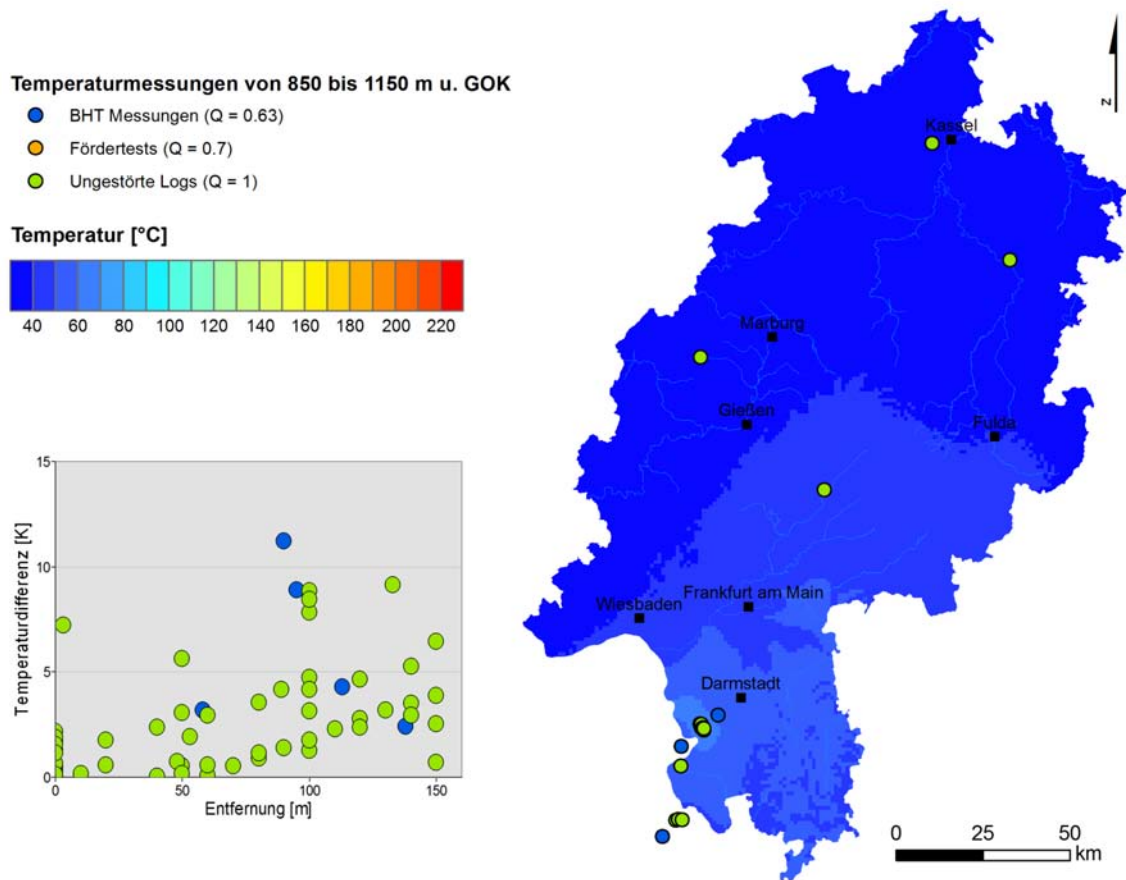 Temperaturmessungen von 850 bis 1150 m u. GOK
BHT Messungen (Q = 0.63)
Fördertests (Q = 0.7)
Ungestörte Logs (Q = 1)
Temperatur [°C]
40 60 80 100 120 140 160 180 200 220
15
10
5
0
Temperaturdifferenz [K]
0 50 100 150
Entfernung [m]
N
Kassel
Marburg
Gießen
Fulda
Frankfurt am Main
Wiesbaden
Darmstadt
0 25 50
km